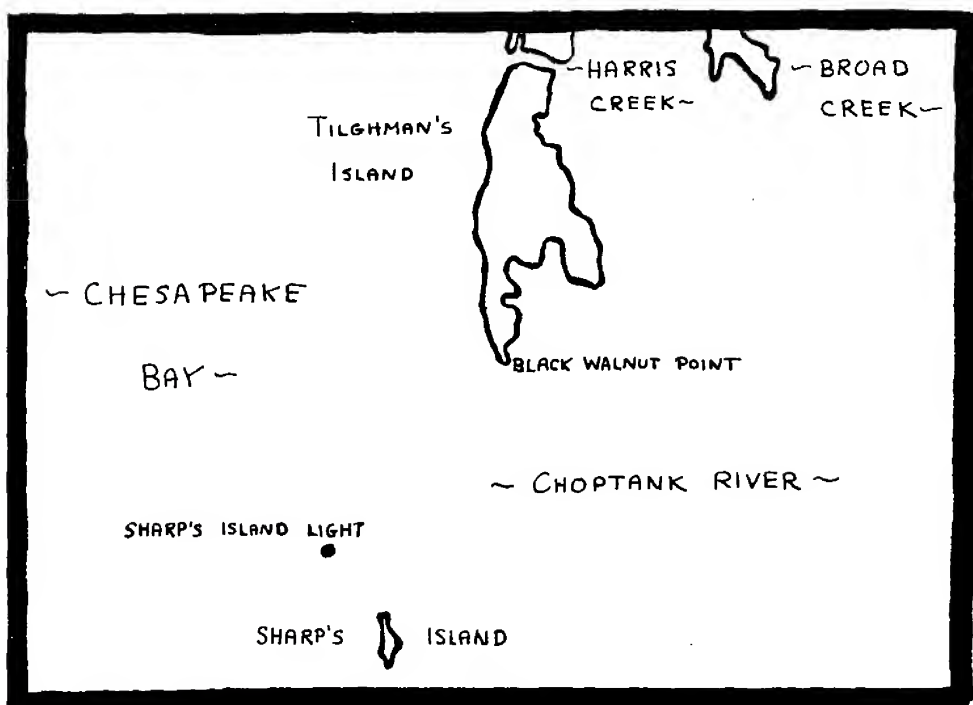 ~HARRIS
CREEK~
~ BROAD
CREEK~
TILGHMAN'S
ISLAND
~ CHESAPEAKE
BAY ~
BLACK WALNUT POINT
~ CHOPTANK RIVER ~
SHARP'S ISLAND LIGHT
SHARP'S ISLAND